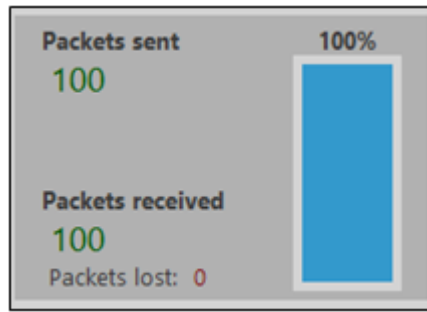 Packets sent
100%
100
Packets received
100
Packets lost: 0